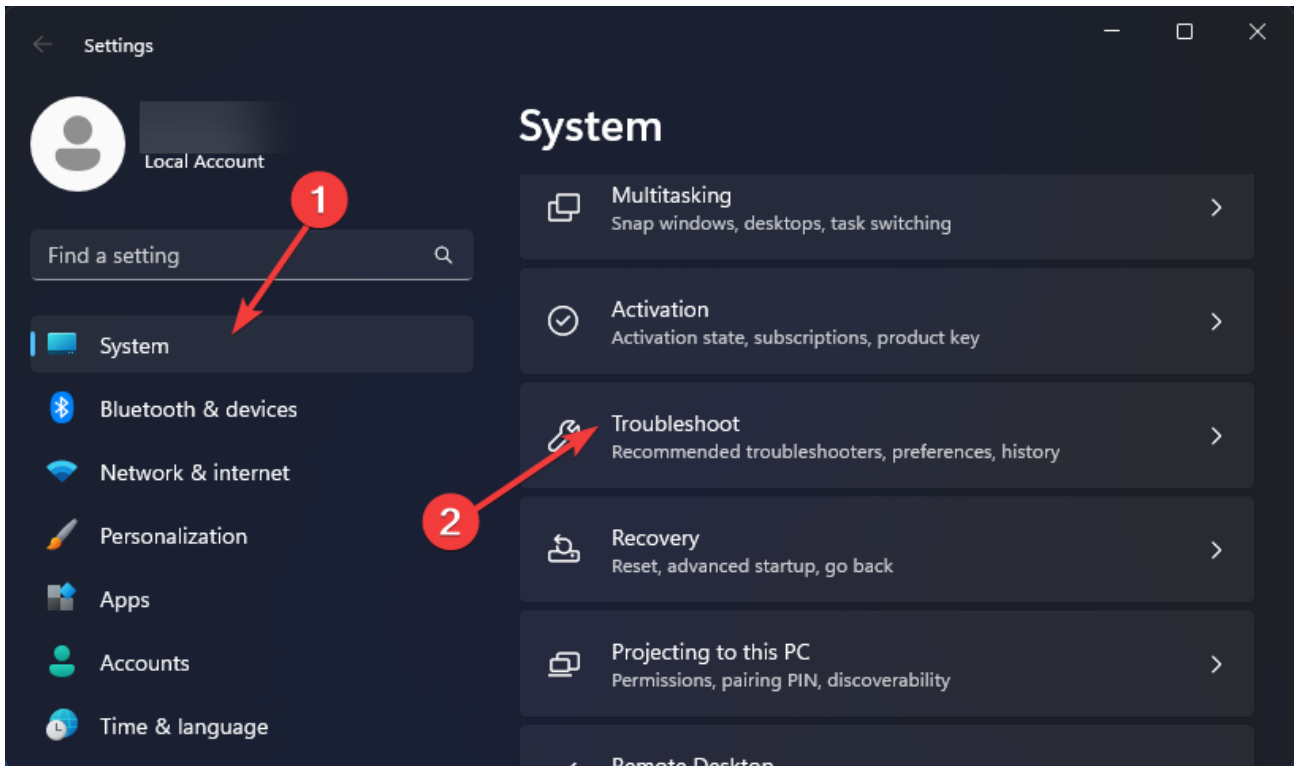 Settings
Local Account
1
Find a setting
System
Bluetooth & devices
Network & internet
Personalization
Apps
Accounts
Time & language
System
Multitasking
Snap windows, desktops, task switching
Activation
Activation state, subscriptions, product key
Troubleshoot
Recommended troubleshooters, preferences, history
2
Recovery
Reset, advanced startup, go back
Projecting to this PC
Permissions, pairing PIN, discoverability
Remote Desktop